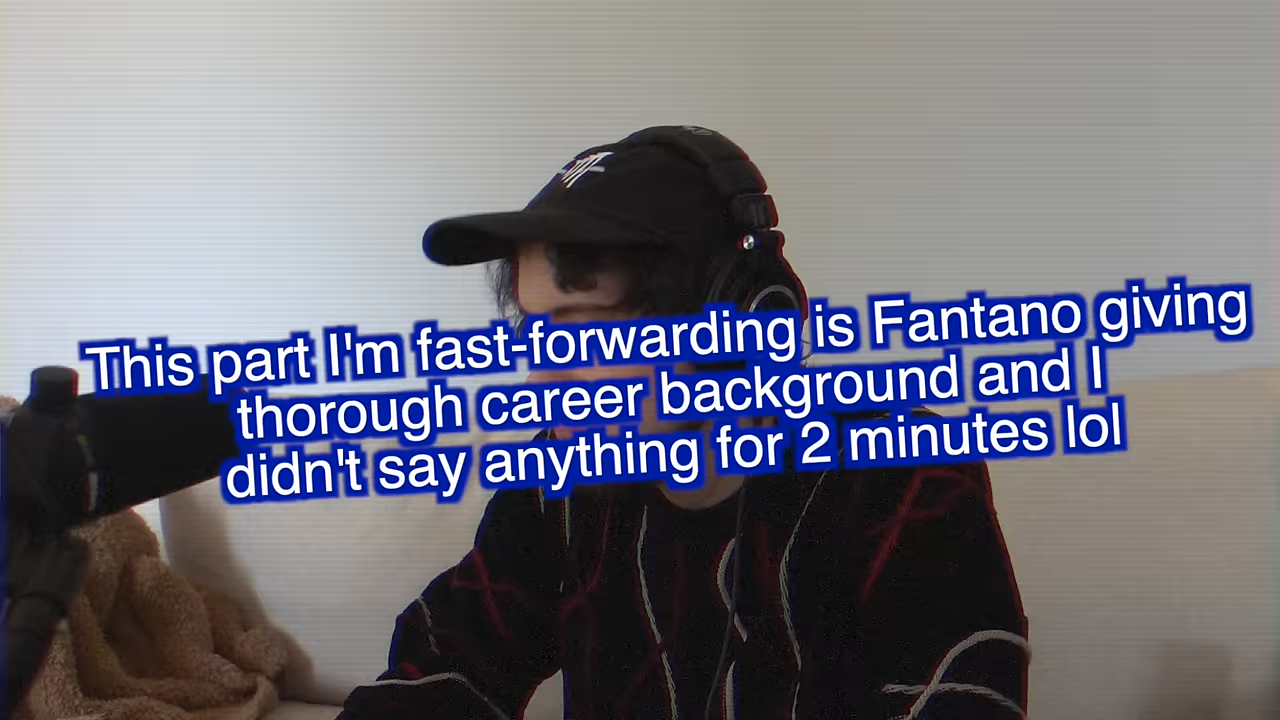 This part I'm fast-forwarding is Fantano giving
thorough career background and I
didn't say anything for 2 minutes lol